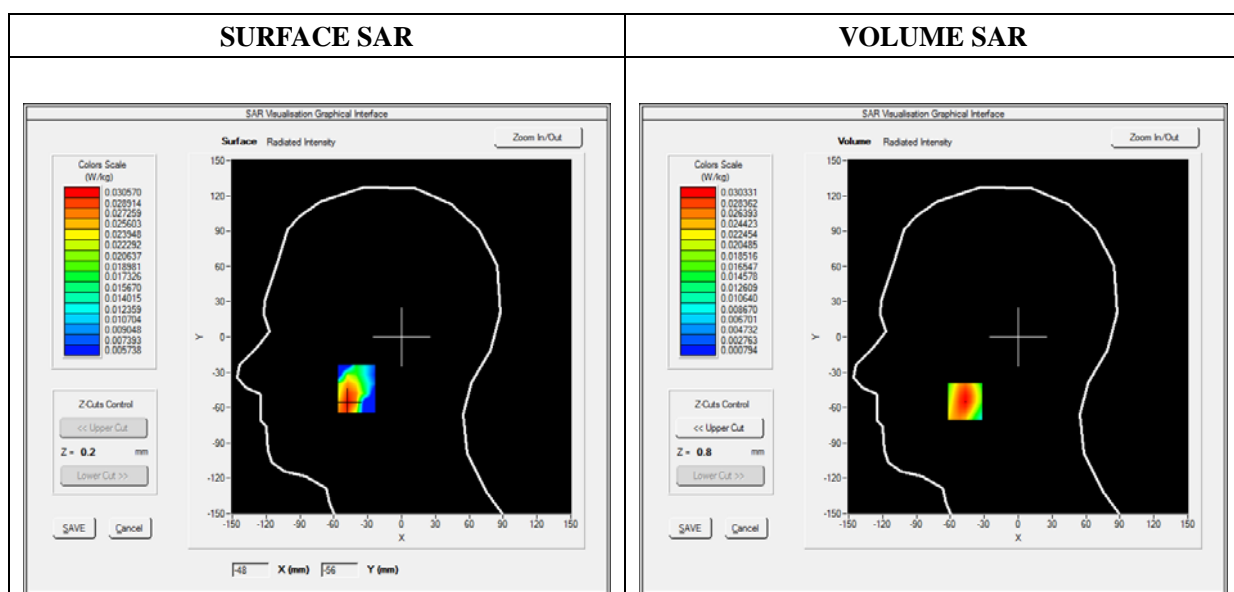 SURFACE SAR
VOLUME SAR
SAR Visualisation Graphical Interface
Surface Radiated Intensity
Zoom In/Out
Colors Scale
(W/kg)
0.030570
0.028914
0.027259
0.025603
0.023948
0.022292
0.020637
0.018981
0.017326
0.015670
0.014015
0.012359
0.010704
0.009048
0.007393
0.005738
Z-Cuts Control
<< Upper Cut
Z = 0.2 mm
Lower Cut >>
SAVE Cancel
150
120
90
60
30
0
-30
-60
-90
-120
-150
Y
-150 -120 -90 -60 -30 0 30 60 90 120 150
X
-48 X (mm) -56 Y (mm)
SAR Visualisation Graphical Interface
Volume Radiated Intensity
Zoom In/Out
Colors Scale
(W/kg)
0.030331
0.028362
0.026393
0.024423
0.022454
0.020485
0.018516
0.016547
0.014578
0.012609
0.010640
0.008670
0.006701
0.004732
0.002763
0.000794
Z-Cuts Control
<< Upper Cut
Z = 0.8 mm
Lower Cut >>
SAVE Cancel
150
120
90
60
30
0
-30
-60
-90
-120
-150
Y
-150 -120 -90 -60 -30 0 30 60 90 120 150
X